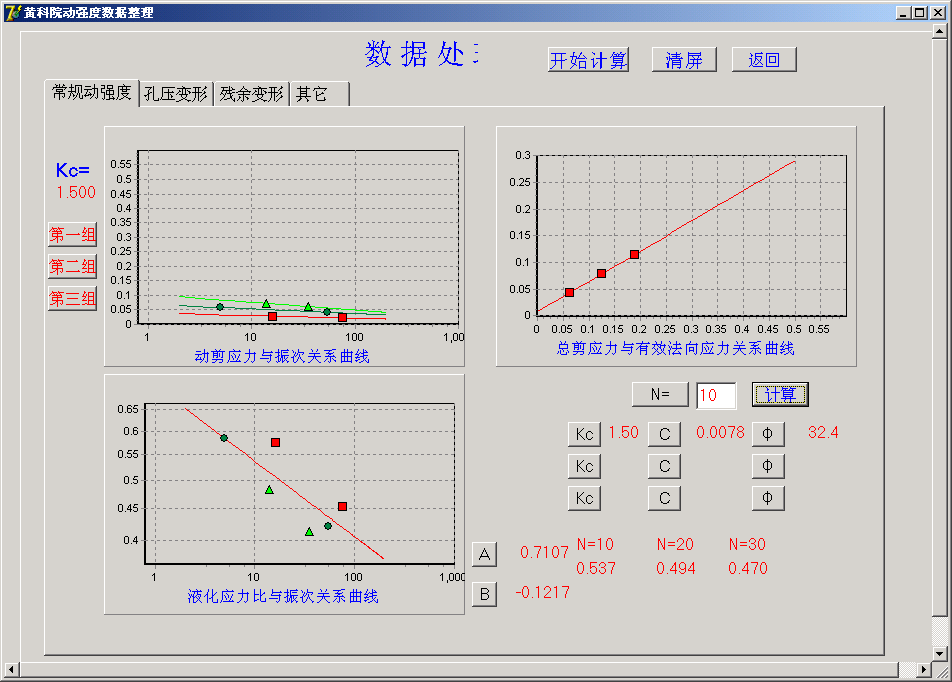 黄科院动强度数据整理
数据处
开始计算 清屏 返回
常规动强度 孔压变形 残余变形 其它
Kc=
1.500
第一组
第二组
第三组
0.55
0.5
0.45
0.4
0.35
0.3
0.25
0.2
0.15
0.1
0.05
0
1 10 100 1,00
动剪应力与振次关系曲线
0.3
0.25
0.2
0.15
0.1
0.05
0
0 0.05 0.1 0.15 0.2 0.25 0.3 0.35 0.4 0.45 0.5 0.55
总剪应力与有效法向应力关系曲线
0.65
0.6
0.55
0.5
0.45
0.4
1 10 100 1,000
液化应力比与振次关系曲线
N= 10 计算
Kc 1.50 C 0.0078 φ 32.4
Kc C φ
Kc C φ
A 0.7107 N=10 N=20 N=30
0.537 0.494 0.470
B -0.1217